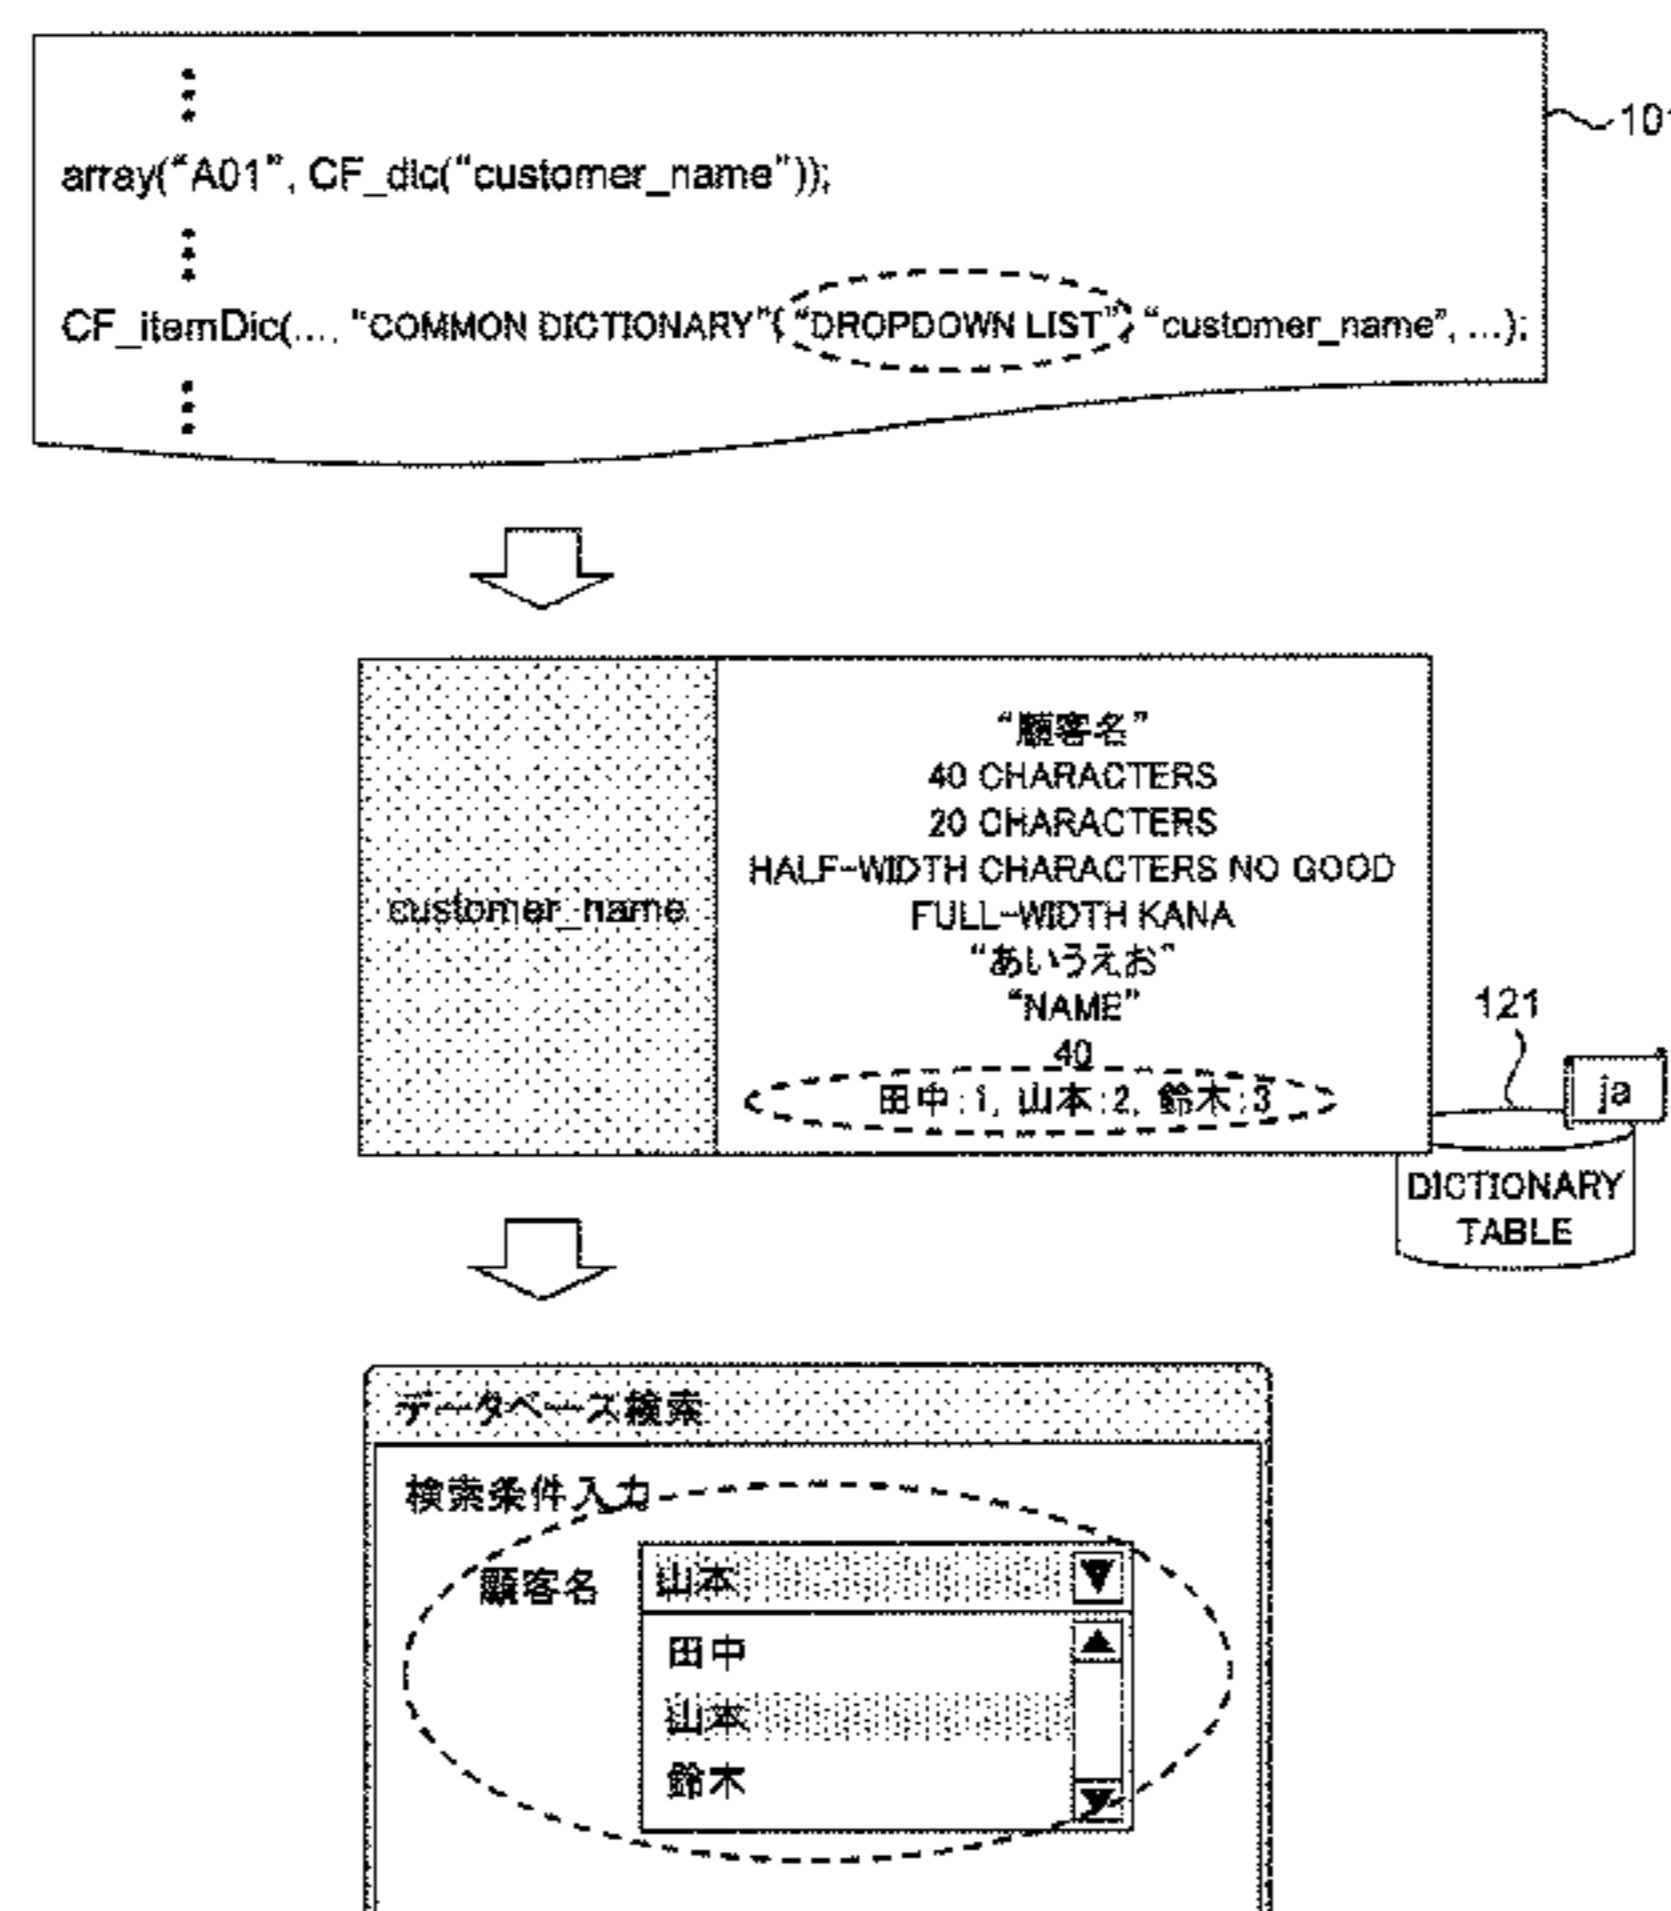 101
array(“A01”, CF_dic(“customer_name”));
CF_itemDic(..., “COMMON DICTIONARY”, “DROPDOWN LIST”, “customer_name”, ...);
customer_name
“顧客名”
40 CHARACTERS
20 CHARACTERS
HALF-WIDTH CHARACTERS NO GOOD
FULL-WIDTH KANA
“あいうえお”
“NAME”
40
田中:1, 山本:2, 鈴木:3
121
ja
DICTIONARY
TABLE
データベース検索
検索条件入力
顧客名 山本
田中
山本
鈴木